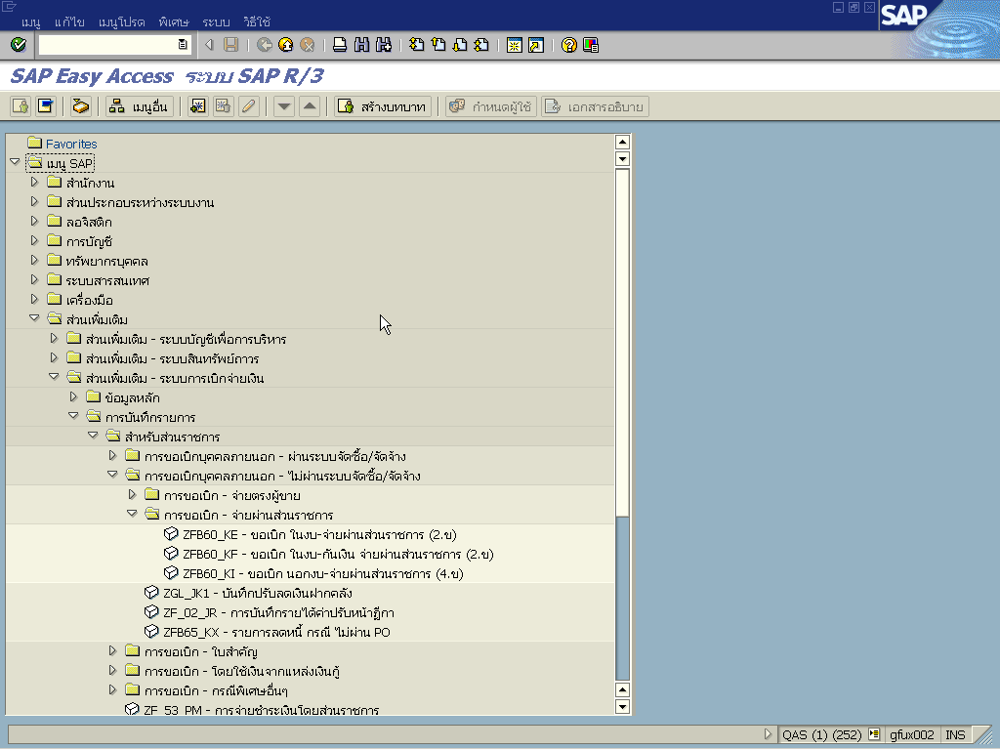 เมนู แก้ไข เมนูโปรด พิเศษ ระบบ วิธีใช้
SAP
SAP Easy Access ระบบ SAP R/3
เมนูอื่น สร้างบทบาท กำหนดผู้ใช้ เอกสารอธิบาย
Favorites
เมนู SAP
สำนักงาน
ส่วนประกอบระหว่างระบบงาน
ลอจิสติก
การบัญชี
ทรัพยากรบุคคล
ระบบสารสนเทศ
เครื่องมือ
ส่วนเพิ่มเติม
ส่วนเพิ่มเติม - ระบบบัญชีเพื่อการบริหาร
ส่วนเพิ่มเติม - ระบบสินทรัพย์ถาวร
ส่วนเพิ่มเติม - ระบบการเบิกจ่ายเงิน
ข้อมูลหลัก
การบันทึกรายการ
สำหรับส่วนราชการ
การขอเบิกบุคคลภายนอก - ผ่านระบบจัดซื้อ/จัดจ้าง
การขอเบิกบุคคลภายนอก - ไม่ผ่านระบบจัดซื้อ/จัดจ้าง
การขอเบิก - จ่ายตรงผู้ขาย
การขอเบิก - จ่ายผ่านส่วนราชการ
ZFB60_KE - ขอเบิก ในงบ-จ่ายผ่านส่วนราชการ (2.ข)
ZFB60_KF - ขอเบิก ในงบ-กันเงิน จ่ายผ่านส่วนราชการ (2.ข)
ZFB60_KI - ขอเบิก นอกงบ-จ่ายผ่านส่วนราชการ (4.ข)
ZGL_JK1 - บันทึกปรับลดเงินฝากคลัง
ZF_02_JR - การบันทึกรายได้ค่าปรับหน้าฎีกา
ZFB65_KX - รายการลดหนี้ กรณี ไม่ผ่าน PO
การขอเบิก - ใบสำคัญ
การขอเบิก - โดยใช้เงินจากแหล่งเงินกู้
การขอเบิก - กรณีพิเศษอื่นๆ
ZF_53_PM - การจ่ายชำระเงินโดยส่วนราชการ
QAS (1) (252) gfux002 INS